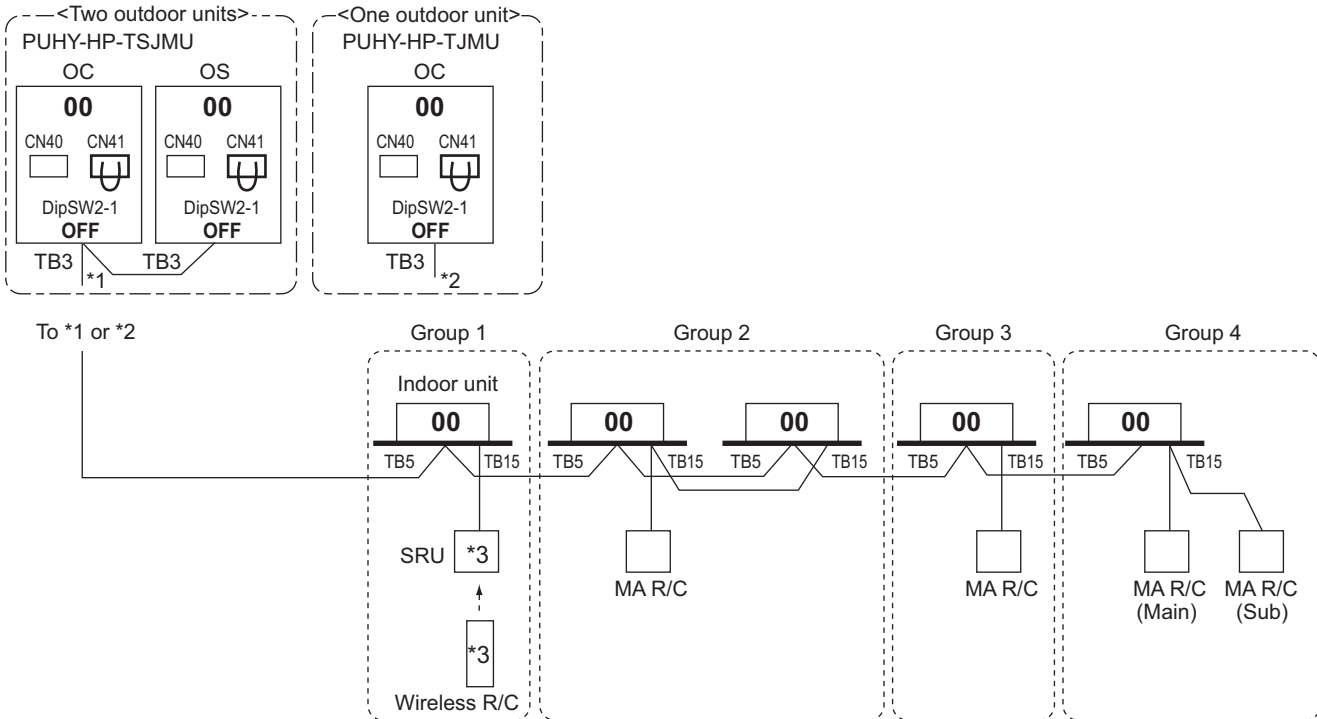 <Two outdoor units>
PUHY-HP-TSJMU
OC OS
00 00
CN40 CN41 CN40 CN41
DipSW2-1 DipSW2-1
OFF OFF
TB3 TB3
*1
<One outdoor unit>
PUHY-HP-TJMU
OC
00
CN40 CN41
DipSW2-1
OFF
TB3
*2
To *1 or *2
Group 1 Group 2 Group 3 Group 4
Indoor unit
00 00 00 00 00
TB5 TB15 TB5 TB15 TB5 TB15 TB5 TB15 TB5 TB15
SRU *3
MA R/C MA R/C MA R/C MA R/C
(Main) (Sub)
*3
Wireless R/C